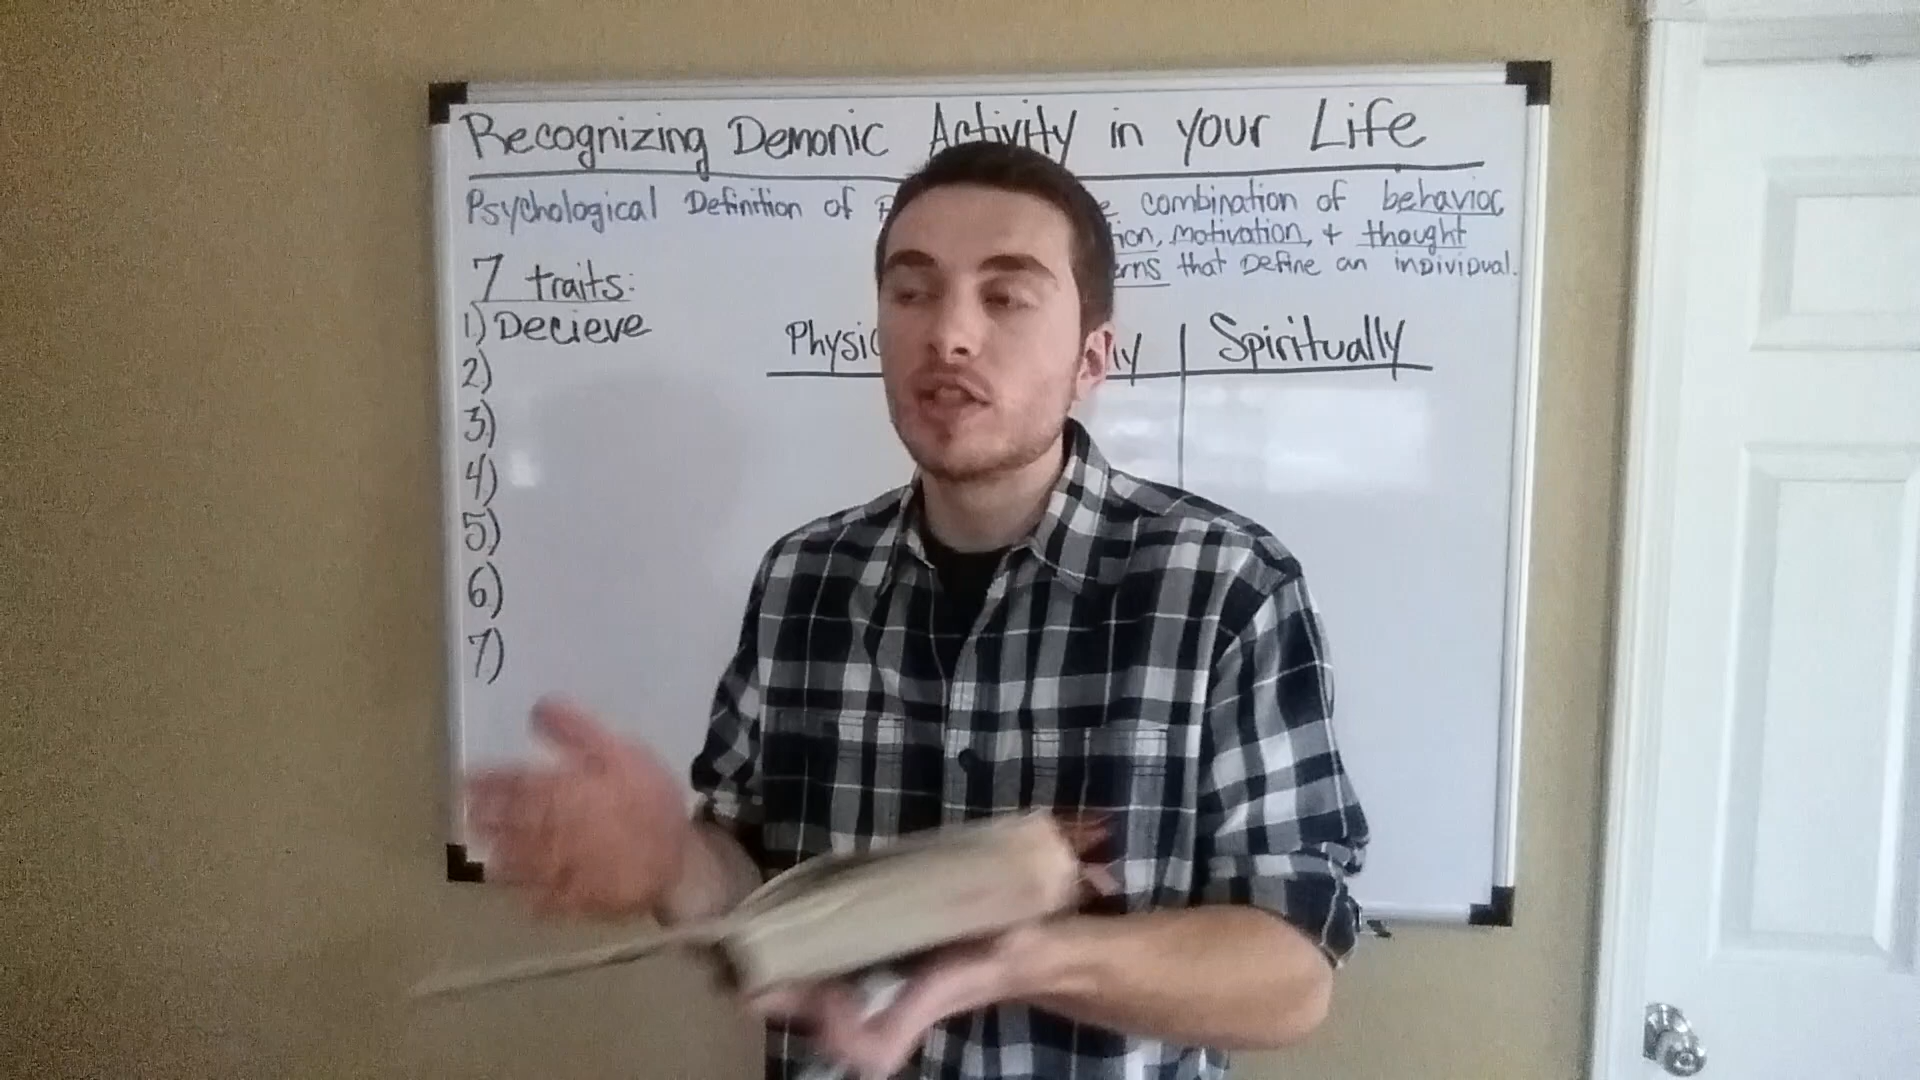 Recognizing Demonic Activity in your Life
Psychological Definition of combination of behavior,
motivation, + thought
that Define an individual.
7 traits:
1) Decieve
Spiritually
2)
3)
4)
5)
6)
7)